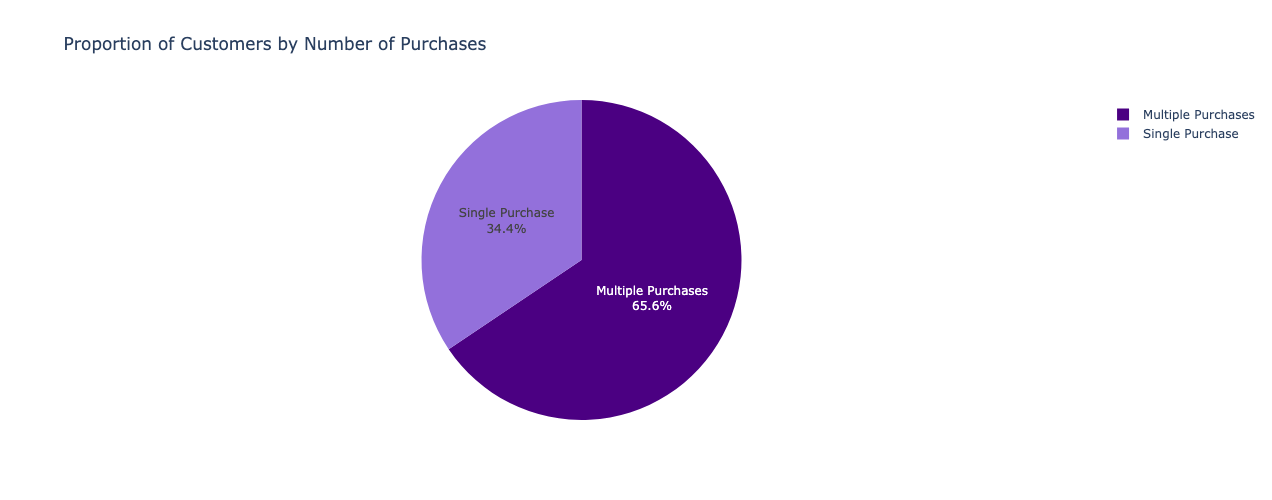 Proportion of Customers by Number of Purchases
Multiple Purchases
Single Purchase
Single Purchase
34.4%
Multiple Purchases
65.6%